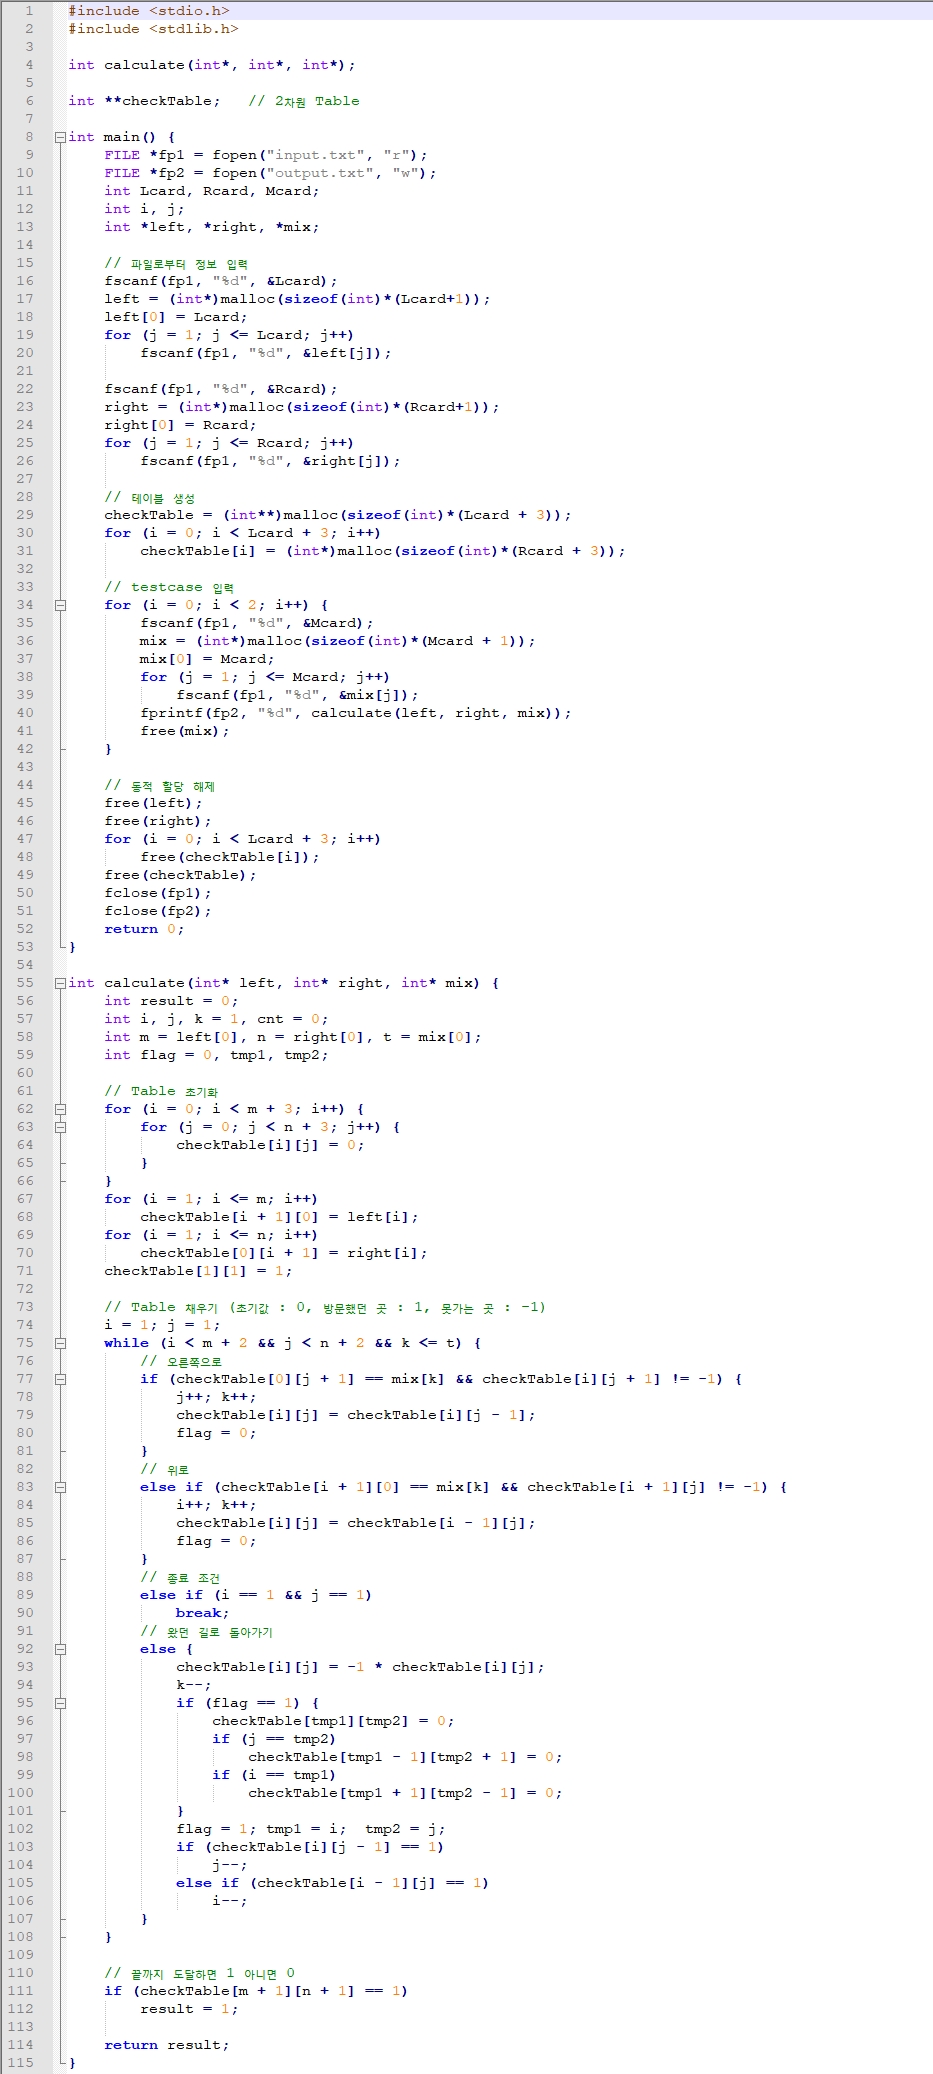 1 #include <stdio.h>
2 #include <stdlib.h>
3
4 int calculate(int*, int*, int*);
5
6 int **checkTable;   // 2차원 Table
7
8 int main() {
9     FILE *fp1 = fopen("input.txt", "r");
10     FILE *fp2 = fopen("output.txt", "w");
11     int Lcard, Rcard, Mcard;
12     int i, j;
13     int *left, *right, *mix;
14
15     // 파일로부터 정보 입력
16     fscanf(fp1, "%d", &Lcard);
17     left = (int*)malloc(sizeof(int)*(Lcard+1));
18     left[0] = Lcard;
19     for (j = 1; j <= Lcard; j++)
20         fscanf(fp1, "%d", &left[j]);
21
22     fscanf(fp1, "%d", &Rcard);
23     right = (int*)malloc(sizeof(int)*(Rcard+1));
24     right[0] = Rcard;
25     for (j = 1; j <= Rcard; j++)
26         fscanf(fp1, "%d", &right[j]);
27
28     // 테이블 생성
29     checkTable = (int**)malloc(sizeof(int)*(Lcard + 3));
30     for (i = 0; i < Lcard + 3; i++)
31         checkTable[i] = (int*)malloc(sizeof(int)*(Rcard + 3));
32
33     // testcase 입력
34     for (i = 0; i < 2; i++) {
35         fscanf(fp1, "%d", &Mcard);
36         mix = (int*)malloc(sizeof(int)*(Mcard + 1));
37         mix[0] = Mcard;
38         for (j = 1; j <= Mcard; j++)
39             fscanf(fp1, "%d", &mix[j]);
40         fprintf(fp2, "%d", calculate(left, right, mix));
41         free(mix);
42     }
43
44     // 동적 할당 해제
45     free(left);
46     free(right);
47     for (i = 0; i < Lcard + 3; i++)
48         free(checkTable[i]);
49     free(checkTable);
50     fclose(fp1);
51     fclose(fp2);
52     return 0;
53 }
54
55 int calculate(int* left, int* right, int* mix) {
56     int result = 0;
57     int i, j, k = 1, cnt = 0;
58     int m = left[0], n = right[0], t = mix[0];
59     int flag = 0, tmp1, tmp2;
60
61     // Table 초기화
62     for (i = 0; i < m + 3; i++) {
63         for (j = 0; j < n + 3; j++) {
64             checkTable[i][j] = 0;
65         }
66     }
67     for (i = 1; i <= m; i++)
68         checkTable[i + 1][0] = left[i];
69     for (i = 1; i <= n; i++)
70         checkTable[0][i + 1] = right[i];
71     checkTable[1][1] = 1;
72
73     // Table 채우기 (초기값 : 0, 방문했던 곳 : 1, 못가는 곳 : -1)
74     i = 1; j = 1;
75     while (i < m + 2 && j < n + 2 && k <= t) {
76         // 오른쪽으로
77         if (checkTable[0][j + 1] == mix[k] && checkTable[i][j + 1] != -1) {
78             j++; k++;
79             checkTable[i][j] = checkTable[i][j - 1];
80             flag = 0;
81         }
82         // 위로
83         else if (checkTable[i + 1][0] == mix[k] && checkTable[i + 1][j] != -1) {
84             i++; k++;
85             checkTable[i][j] = checkTable[i - 1][j];
86             flag = 0;
87         }
88         // 종료 조건
89         else if (i == 1 && j == 1)
90             break;
91         // 왔던 길로 돌아가기
92         else {
93             checkTable[i][j] = -1 * checkTable[i][j];
94             k--;
95             if (flag == 1) {
96                 checkTable[tmp1][tmp2] = 0;
97                 if (j == tmp2)
98                     checkTable[tmp1 - 1][tmp2 + 1] = 0;
99                 if (i == tmp1)
100                     checkTable[tmp1 + 1][tmp2 - 1] = 0;
101             }
102             flag = 1; tmp1 = i;  tmp2 = j;
103             if (checkTable[i][j - 1] == 1)
104                 j--;
105             else if (checkTable[i - 1][j] == 1)
106                 i--;
107         }
108     }
109
110     // 끝까지 도달하면 1 아니면 0
111     if (checkTable[m + 1][n + 1] == 1)
112         result = 1;
113
114     return result;
115 }